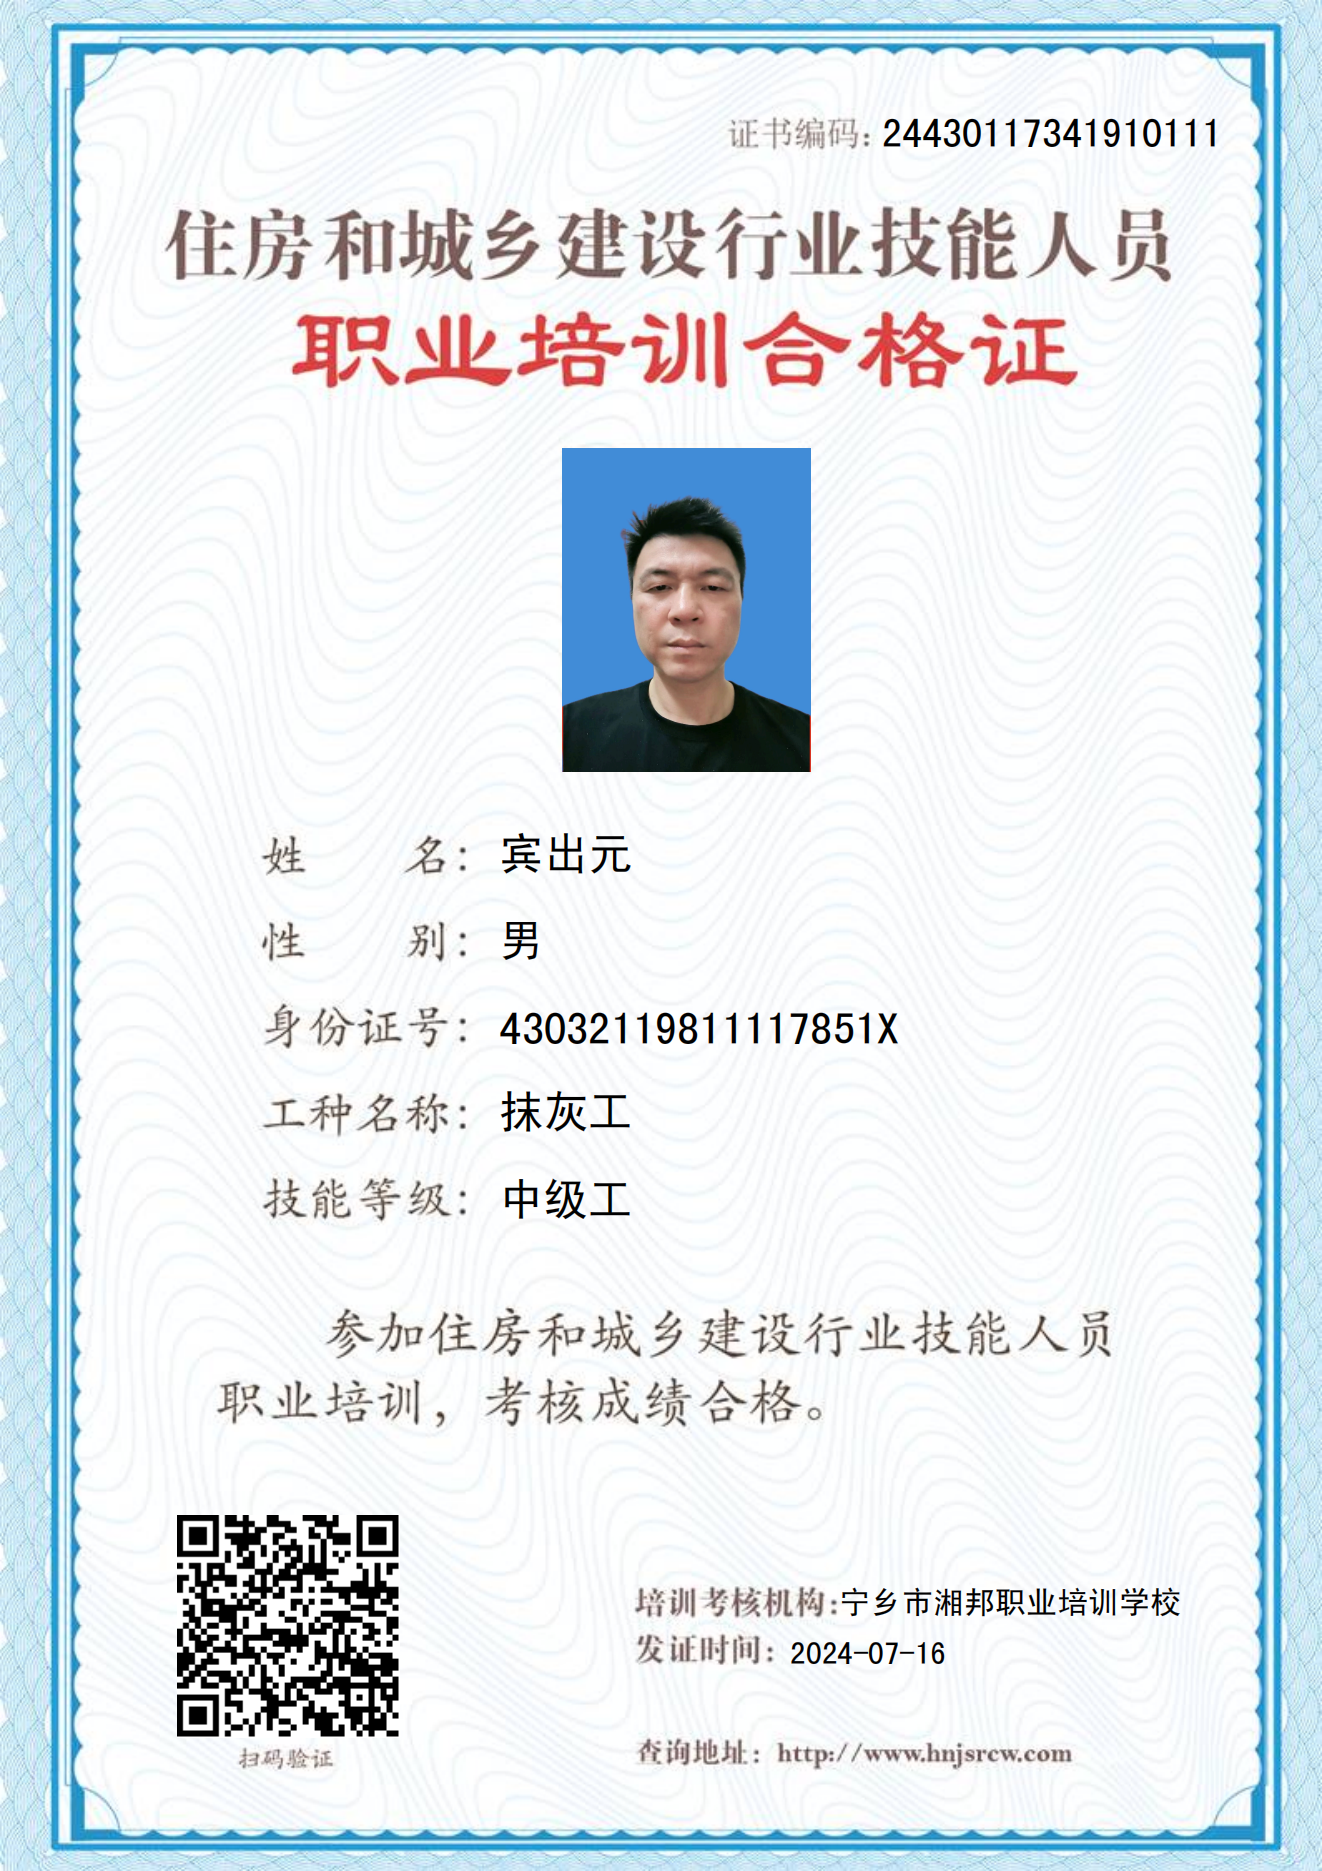 证书编码: 24430117341910111
住房和城乡建设行业技能人员
职业培训合格证
姓名: 宾出元
性别: 男
身份证号: 43032119811117851X
工种名称: 抹灰工
技能等级: 中级工
参加住房和城乡建设行业技能人员
职业培训，考核成绩合格。
培训考核机构:宁乡市湘邦职业培训学校
发证时间: 2024-07-16
扫码验证
查询地址: http://www.hnjsrcw.com